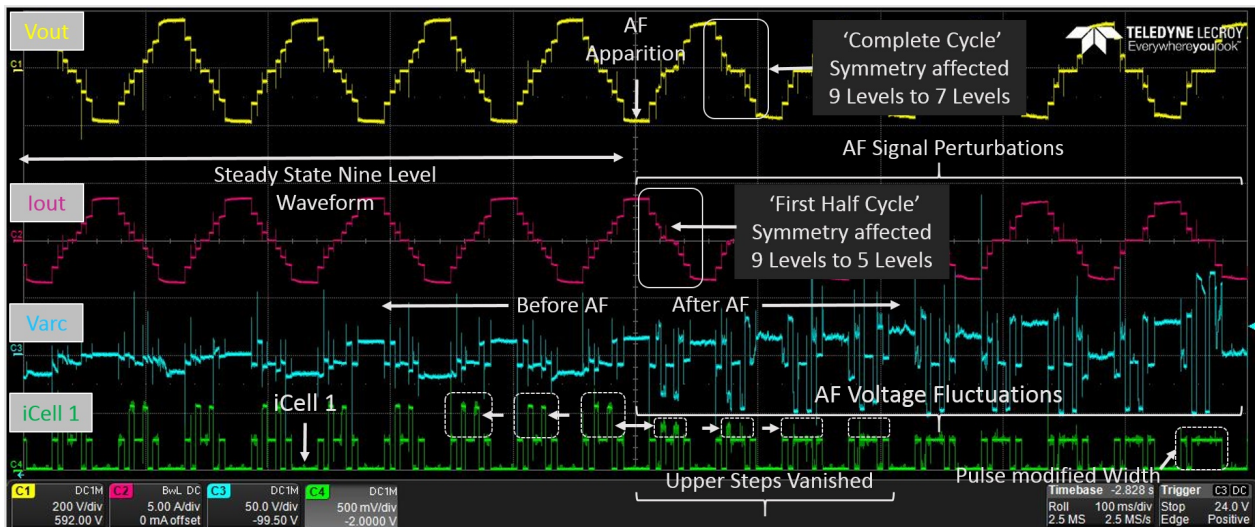 Vout
C1
AF
Apparition
'Complete Cycle'
Symmetry affected
9 Levels to 7 Levels
TELEDYNE LECROY
Everywhereyoulook™
Steady State Nine Level
Waveform
AF Signal Perturbations
Iout
C2
'First Half Cycle'
Symmetry affected
9 Levels to 5 Levels
Before AF
After AF
Varc
C3
iCell 1
iCell 1
AF Voltage Fluctuations
C4
Upper Steps Vanished
Pulse modified Width
C1 DC1M
200 V/div
592.00 V
C2 BwL DC
5.00 A/div
0 mA offset
C3 DC1M
50.0 V/div
-99.50 V
C4 DC1M
500 mV/div
-2.0000 V
Timebase -2.828 s
Roll 100 ms/div
2.5 MS 2.5 MS/s
Trigger C3 DC
Stop 24.0 V
Edge Positive